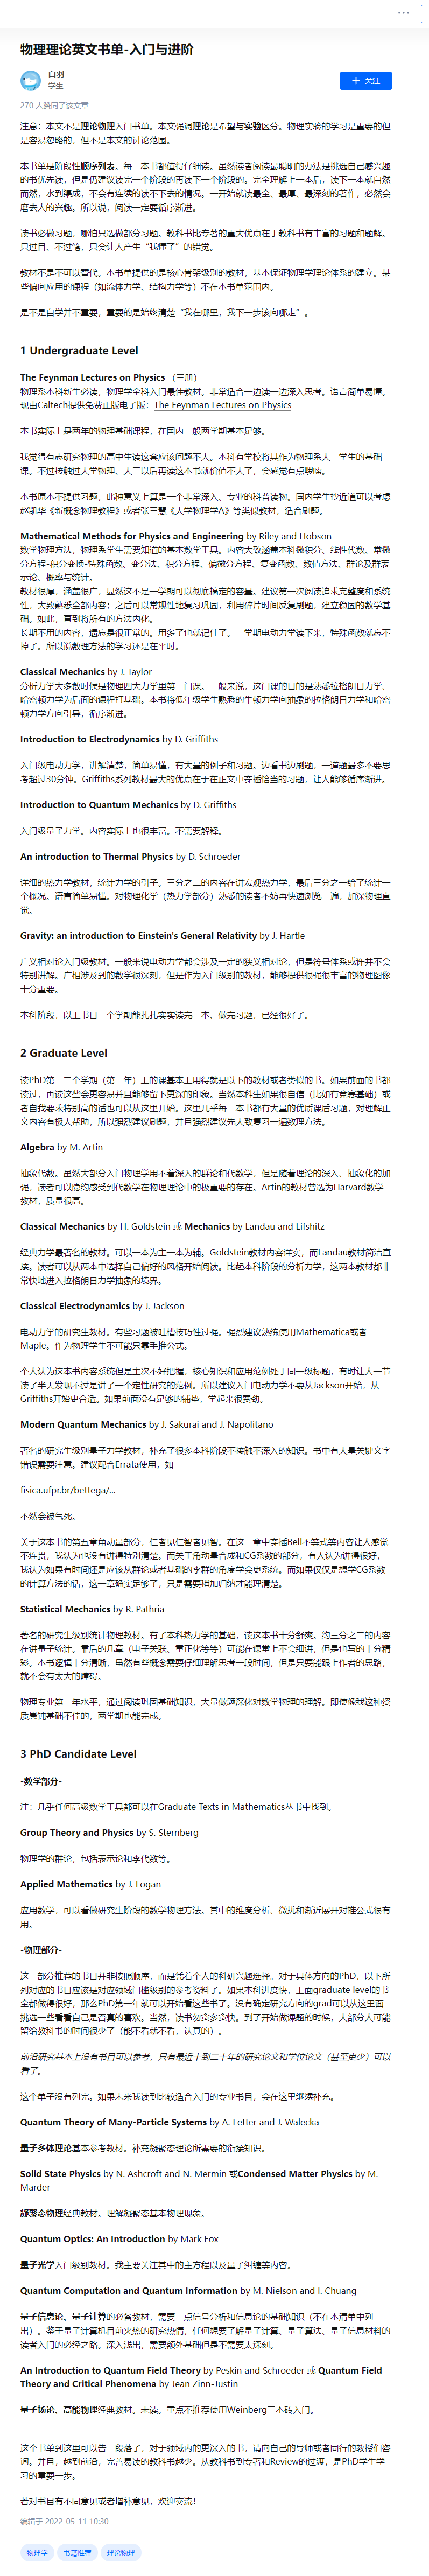 物理理论英文书单-入门与进阶
白羽
学生
关注
270 人赞同了该文章
注意：本文不是理论物理入门书单。本文强调理论是希望与实验区分。物理实验的学习是重要的但
是容易忽略的，但不是本文的讨论范围。
本书单是阶段性顺序列表。每一本书都值得仔细读。虽然读者阅读最聪明的办法是挑选自己感兴趣
的书优先读，但是仍建议读完一个阶段的再读下一个阶段的。完全理解上一本后，读下一本就自然
而然，水到渠成，不会有连续的读不下去的情况。一开始就读最全、最厚、最深刻的著作，必然会
磨去人的兴趣。所以说，阅读一定要循序渐进。
读书必做习题，哪怕只选做部分习题。教科书比专著的重大优点在于教科书有丰富的习题和题解。
只过目、不过笔，只会让人产生“我懂了”的错觉。
教材不是不可以替代。本书单提供的是核心骨架级别的教材，基本保证物理学理论体系的建立。某
些偏向应用的课程（如流体力学、结构力学等）不在本书单范围内。
是不是自学并不重要，重要的是始终清楚“我在哪里，我下一步该向哪走”。
1 Undergraduate Level
The Feynman Lectures on Physics （三册）
物理系本科新生必读，物理学全科入门最佳教材。非常适合一边读一边深入思考。语言简单易懂。
现由Caltech提供免费正版电子版：The Feynman Lectures on Physics
本书实际上是两年的物理基础课程，在国内一般两学期基本足够。
我觉得有志研究物理的高中生读这套应该问题不大。本科有学校将其作为物理系大一学生的基础
课。不过接触过大学物理、大三以后再读这本书就价值不大了，会感觉有点啰嗦。
本书原本不提供习题，此种意义上算是一个非常深入、专业的科普读物。国内学生抄近道可以考虑
赵凯华《新概念物理教程》或者张三慧《大学物理学A》等类似教材，适合刷题。
Mathematical Methods for Physics and Engineering by Riley and Hobson
数学物理方法，物理系学生需要知道的基本数学工具。内容大致涵盖本科微积分、线性代数、常微
分方程-积分变换-特殊函数、变分法、积分方程、偏微分方程、复变函数、数值方法、群论及群表
示论、概率与统计。
教材很厚，涵盖很广，显然这不是一学期可以彻底搞定的容量。建议第一次阅读追求完整度和系统
性，大致熟悉全部内容；之后可以常规性地复习巩固，利用碎片时间反复刷题，建立稳固的数学基
础。如此，直到将所有的方法内化。
长期不用的内容，遗忘是很正常的。用多了也就记住了。一学期电动力学读下来，特殊函数就忘不
掉了。所以说数理方法的学习还是在平时。
Classical Mechanics by J. Taylor
分析力学大多数时候是物理四大力学里第一门课。一般来说，这门课的目的是熟悉拉格朗日力学、
哈密顿力学为后面的课程打基础。本书将低年级学生熟悉的牛顿力学向抽象的拉格朗日力学和哈密
顿力学方向引导，循序渐进。
Introduction to Electrodynamics by D. Griffiths
入门级电动力学，讲解清楚，简单易懂，有大量的例子和习题。边看书边刷题，一道题最多不要思
考超过30分钟。Griffiths系列教材最大的优点在于在正文中穿插恰当的习题，让人能够循序渐进。
Introduction to Quantum Mechanics by D. Griffiths
入门级量子力学。内容实际上也很丰富。不需要解释。
An introduction to Thermal Physics by D. Schroeder
详细的热力学教材，统计力学的引子。三分之二的内容在讲宏观热力学，最后三分之一给了统计一
个概况。语言简单易懂。对物理化学（热力学部分）熟悉的读者不妨再快速浏览一遍，加深物理直
觉。
Gravity: an introduction to Einstein's General Relativity by J. Hartle
广义相对论入门级教材。一般来说电动力学都会涉及一定的狭义相对论，但是符号体系或许并不会
特别讲解。广相涉及到的数学很深刻，但是作为入门级别的教材，能够提供很强很丰富的物理图像
十分重要。
本科阶段，以上书目一个学期能扎扎实实读完一本、做完习题，已经很好了。
2 Graduate Level
读PhD第一二个学期（第一年）上的课基本上用得就是以下的教材或者类似的书。如果前面的书都
读过，再读这些会更容易并且能够留下更深的印象。当然本科生如果很自信（比如有竞赛基础）或
者自我要求特别高的话也可以从这里开始。这里几乎每一本书都有大量的优质课后习题，对理解正
文内容有极大帮助，所以强烈建议刷题，并且强烈建议先大致复习一遍数理方法。
Algebra by M. Artin
抽象代数。虽然大部分入门物理学用不着深入的群论和代数学，但是随着理论的深入、抽象化的加
强，读者可以隐约感受到代数学在物理理论中的极重要的存在。Artin的教材曾选为Harvard数学
教材，质量很高。
Classical Mechanics by H. Goldstein 或 Mechanics by Landau and Lifshitz
经典力学最著名的教材。可以一本为主一本为辅。Goldstein教材内容详实，而Landau教材简洁直
接。读者可以从两本中选择自己偏好的风格开始阅读。比起本科阶段的分析力学，这两本教材都非
常快地进入拉格朗日力学抽象的境界。
Classical Electrodynamics by J. Jackson
电动力学的研究生教材。有些习题被吐槽技巧性过强。强烈建议熟练使用Mathematica或者
Maple。作为物理学生不可能只靠手推公式。
个人认为这本书内容系统但是主次不好把握，核心知识和应用范例处于同一级标题，有时让人一节
读了半天发现不过是讲了一个定性研究的范例。所以建议入门电动力学不要从Jackson开始，从
Griffiths开始更合适。如果前面没有足够的铺垫，学起来很费劲。
Modern Quantum Mechanics by J. Sakurai and J. Napolitano
著名的研究生级别量子力学教材，补充了很多本科阶段不接触不深入的知识。书中有大量关键文字
错误需要注意。建议配合Errata使用，如
fisica.ufpr.br/bettega/...
不然会被气死。
关于这本书的第五章角动量部分，仁者见仁智者见智。在这一章中穿插Bell不等式等内容让人感觉
不连贯，我认为也没有讲得特别清楚。而关于角动量合成和CG系数的部分，有人认为讲得很好，
我认为如果有时间还是应该从群论或者基础的李群的角度学会更系统。而如果仅仅是想学CG系数
的计算方法的话，这一章确实足够了，只是需要稍加归纳才能理清楚。
Statistical Mechanics by R. Pathria
著名的研究生级别统计物理教材。有了本科热力学的基础，读这本书十分舒爽。约三分之二的内容
在讲量子统计。靠后的几章（电子关联、重正化等等）可能在课堂上不会细讲，但是也写的十分精
彩。本书逻辑十分清晰，虽然有些概念需要仔细理解思考一段时间，但是只要能跟上作者的思路，
就不会有太大的障碍。
物理专业第一年水平，通过阅读巩固基础知识，大量做题深化对数学物理的理解。即使像我这种资
质愚钝基础不佳的，两学期也能完成。
3 PhD Candidate Level
-数学部分-
注：几乎任何高级数学工具都可以在Graduate Texts in Mathematics丛书中找到。
Group Theory and Physics by S. Sternberg
物理学的群论，包括表示论和李代数等。
Applied Mathematics by J. Logan
应用数学，可以看做研究生阶段的数学物理方法。其中的维度分析、微扰和渐近展开对推公式很有
用。
-物理部分-
这一部分推荐的书目并非按照顺序，而是凭着个人的科研兴趣选择。对于具体方向的PhD，以下所
列对应的书目应该是对应领域门槛级别的参考资料了。如果本科进度快，上面graduate level的书
全都做得很好，那么PhD第一年就可以开始看这些书了。没有确定研究方向的grad可以从这里面
挑选一些看看自己是否真的喜欢。当然，读书勿贪多贪快。到了开始做课题的时候，大部分人可能
留给教科书的时间很少了（能不看就不看，认真的）。
前沿研究基本上没有书目可以参考，只有最近十到二十年的研究论文和学位论文（甚至更少）可以
看了。
这个单子没有列完。如果未来我读到比较适合入门的专业书目，会在这里继续补充。
Quantum Theory of Many-Particle Systems by A. Fetter and J. Walecka
量子多体理论基本参考教材。补充凝聚态理论所需要的衔接知识。
Solid State Physics by N. Ashcroft and N. Mermin 或Condensed Matter Physics by M.
Marder
凝聚态物理经典教材。理解凝聚态基本物理现象。
Quantum Optics: An Introduction by Mark Fox
量子光学入门级别教材。我主要关注其中的主方程以及量子纠缠等内容。
Quantum Computation and Quantum Information by M. Nielson and I. Chuang
量子信息论、量子计算的必备教材，需要一点信号分析和信息论的基础知识（不在本清单中列
出）。鉴于量子计算机目前火热的研究热情，任何想要了解量子计算、量子算法、量子信息材料的
读者入门的必经之路。深入浅出，需要额外基础但是不需要太深刻。
An Introduction to Quantum Field Theory by Peskin and Schroeder 或 Quantum Field
Theory and Critical Phenomena by Jean Zinn-Justin
量子场论、高能物理经典教材。未读。重点不推荐使用Weinberg三本砖入门。
这个书单到这里可以告一段落了，对于领域内的更深入的书，请向自己的导师或者同行的教授们咨
询。并且，越到前沿，完善易读的教科书越少。从教科书到专著和Review的过渡，是PhD学生学
习的重要一步。
若对书目有不同意见或者增补意见，欢迎交流！
编辑于 2022-05-11 10:30
物理学
书籍推荐
理论物理